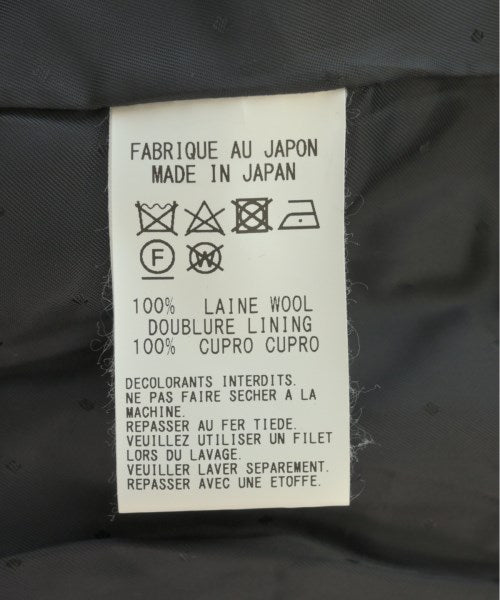 FABRIQUE AU JAPON
MADE IN JAPAN
F W
100% LAINE WOOL
DOUBLURE LINING
100% CUPRO CUPRO
DECOLORANTS INTERDITS.
NE PAS FAIRE SECHER A LA
MACHINE.
REPASSER AU FER TIEDE.
VEUILLEZ UTILISER UN FILET
LORS DU LAVAGE.
VEUILLER LAVER SEPAREMENT.
REPASSER AVEC UNE ETOFFE.